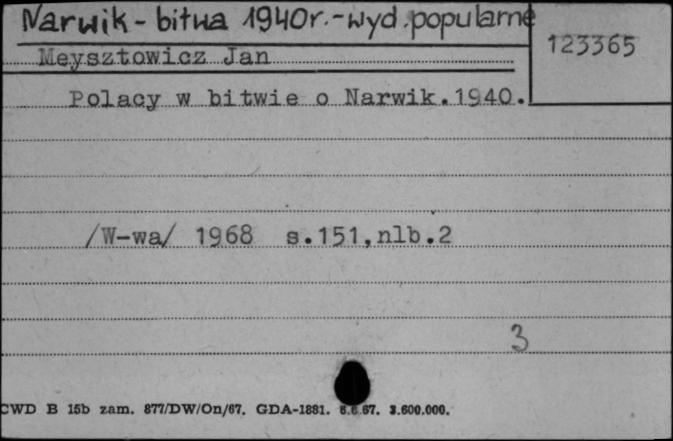 Narwik - bitwa 1940r. - wyd. popularne
123365
Meysztowicz Jan
Polacy w bitwie o Narwik.1940.
/W-wa/ 1968 s.151,nlb.2
3
CWD B 15b zam. 877/DW/On/67. GDA-1881. 6.6.67. 3.600.000.